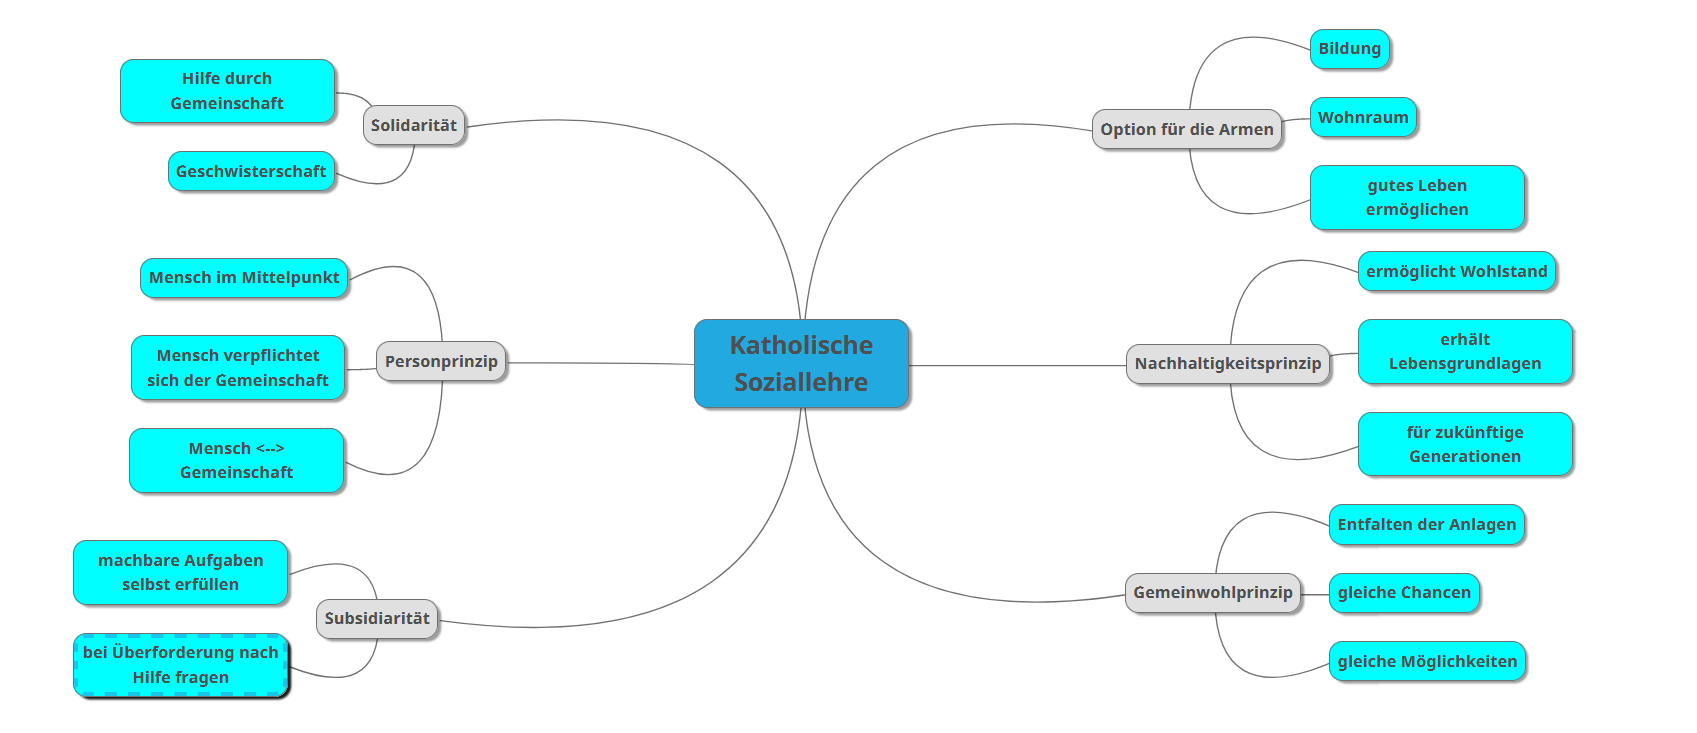 Katholische
Soziallehre
Solidarität
Hilfe durch
Gemeinschaft
Geschwisterschaft
Personprinzip
Mensch im Mittelpunkt
Mensch verpflichtet
sich der Gemeinschaft
Mensch <-->
Gemeinschaft
Subsidiarität
machbare Aufgaben
selbst erfüllen
bei Überforderung nach
Hilfe fragen
Option für die Armen
Bildung
Wohnraum
gutes Leben
ermöglichen
Nachhaltigkeitsprinzip
ermöglicht Wohlstand
erhält
Lebensgrundlagen
für zukünftige
Generationen
Gemeinwohlprinzip
Entfalten der Anlagen
gleiche Chancen
gleiche Möglichkeiten